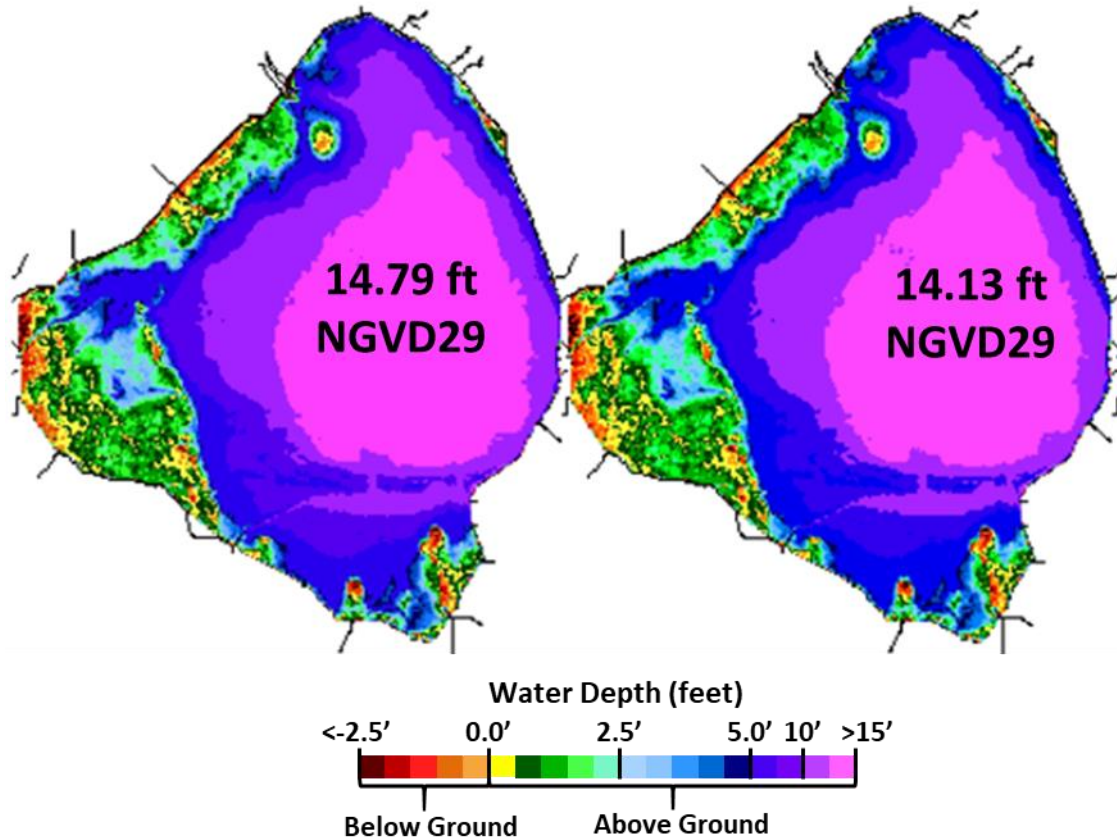 14.79 ft
NGVD29
14.13 ft
NGVD29
Water Depth (feet)
<-2.5’ 0.0’ 2.5’ 5.0’ 10’ >15’
Below Ground Above Ground